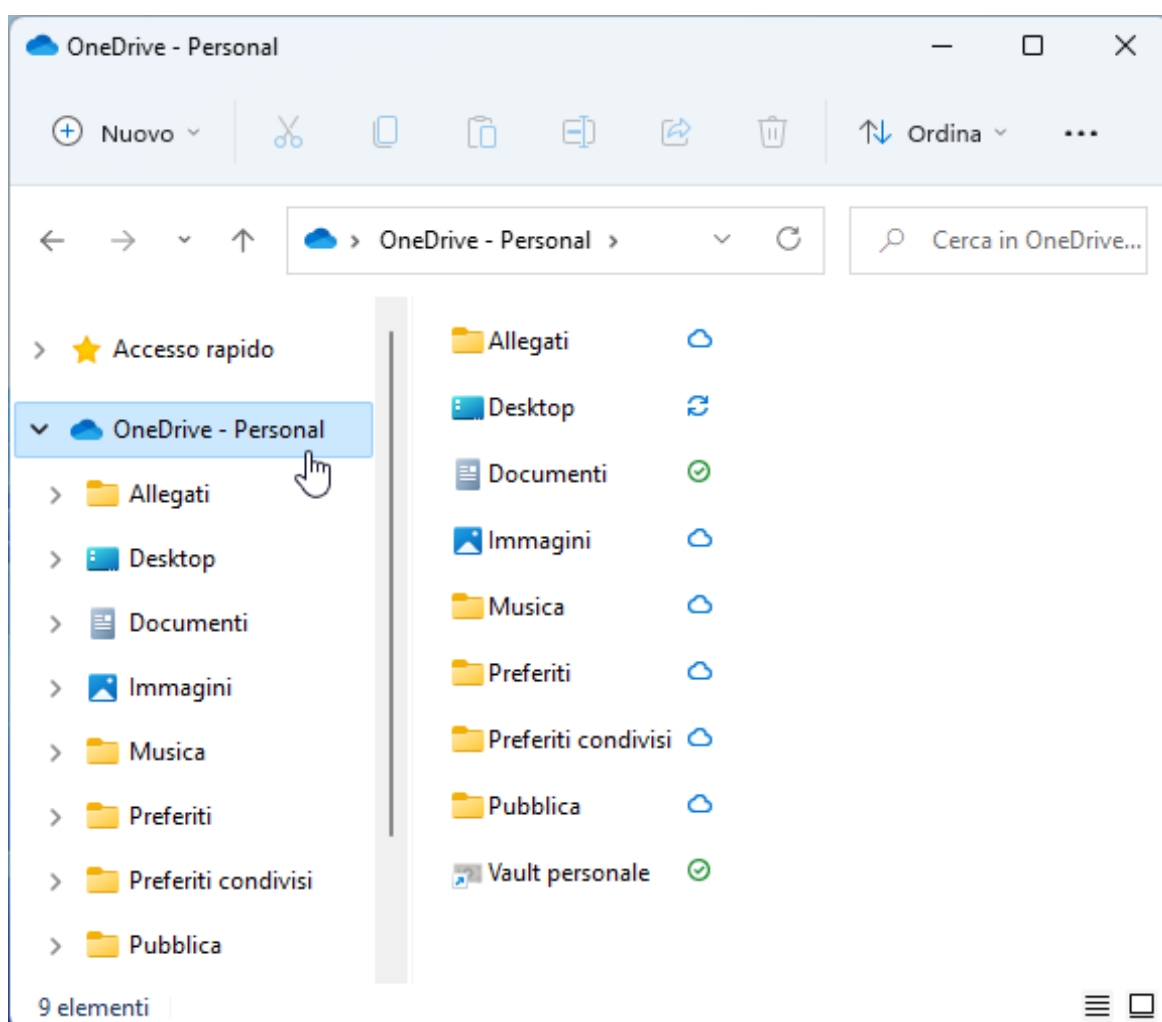 OneDrive - Personal
Nuovo
Ordina
OneDrive - Personal
Cerca in OneDrive...
Accesso rapido
OneDrive - Personal
Allegati
Desktop
Documenti
Immagini
Musica
Preferiti
Preferiti condivisi
Pubblica
Allegati
Desktop
Documenti
Immagini
Musica
Preferiti
Preferiti condivisi
Pubblica
Vault personale
9 elementi